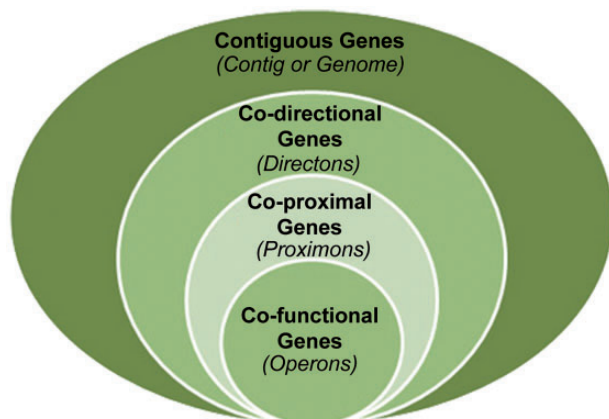 Contiguous Genes
(Contig or Genome)
Co-directional
Genes
(Directons)
Co-proximal
Genes
(Proximons)
Co-functional
Genes
(Operons)